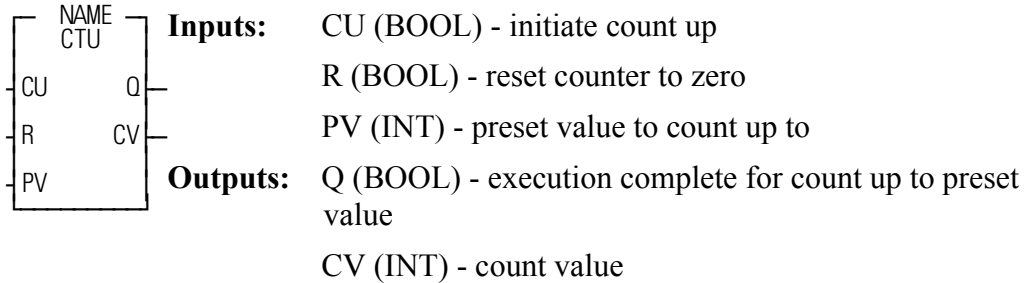 NAME
CTU
CU Q
R CV
PV
Inputs: CU (BOOL) - initiate count up
R (BOOL) - reset counter to zero
PV (INT) - preset value to count up to
Outputs: Q (BOOL) - execution complete for count up to preset
value
CV (INT) - count value